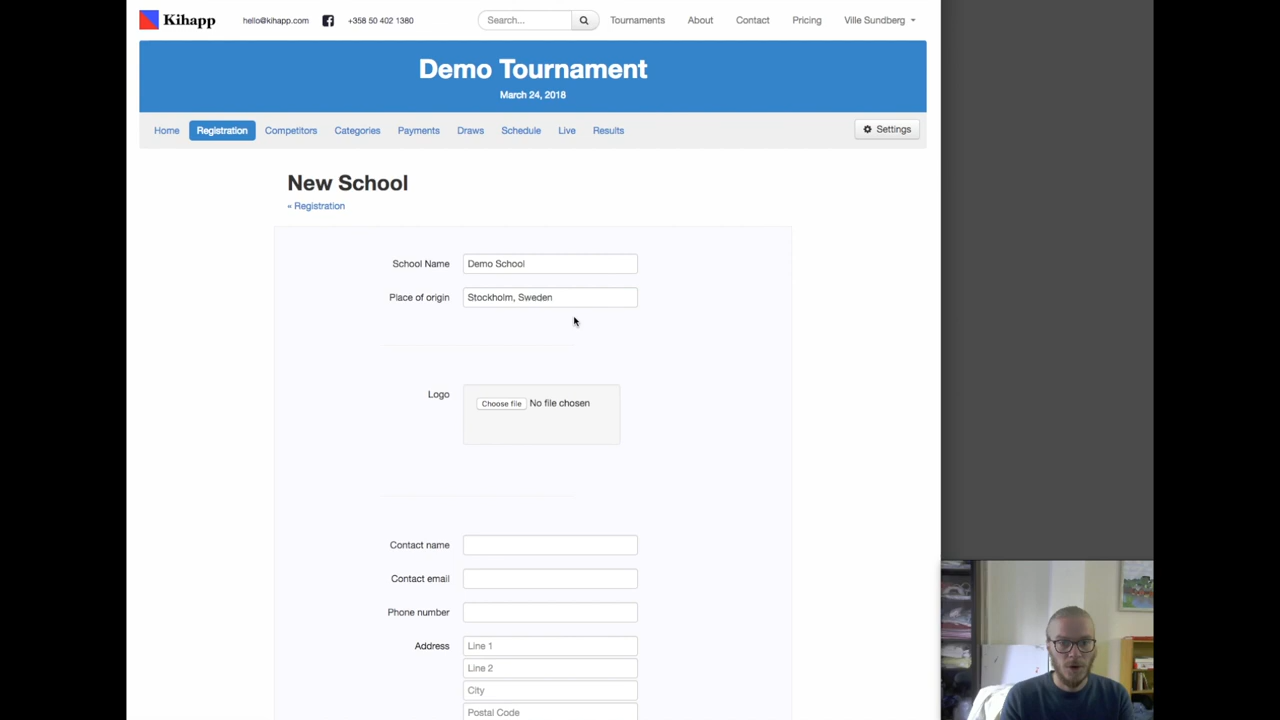 Kihapp hello@kihapp.com +358 50 402 1380 Search... Tournaments About Contact Pricing Ville Sundberg
Demo Tournament
March 24, 2018
Home Registration Competitors Categories Payments Draws Schedule Live Results Settings
New School
« Registration
School Name Demo School
Place of origin Stockholm, Sweden
Logo Choose file No file chosen
Contact name
Contact email
Phone number
Address Line 1
Line 2
City
Postal Code